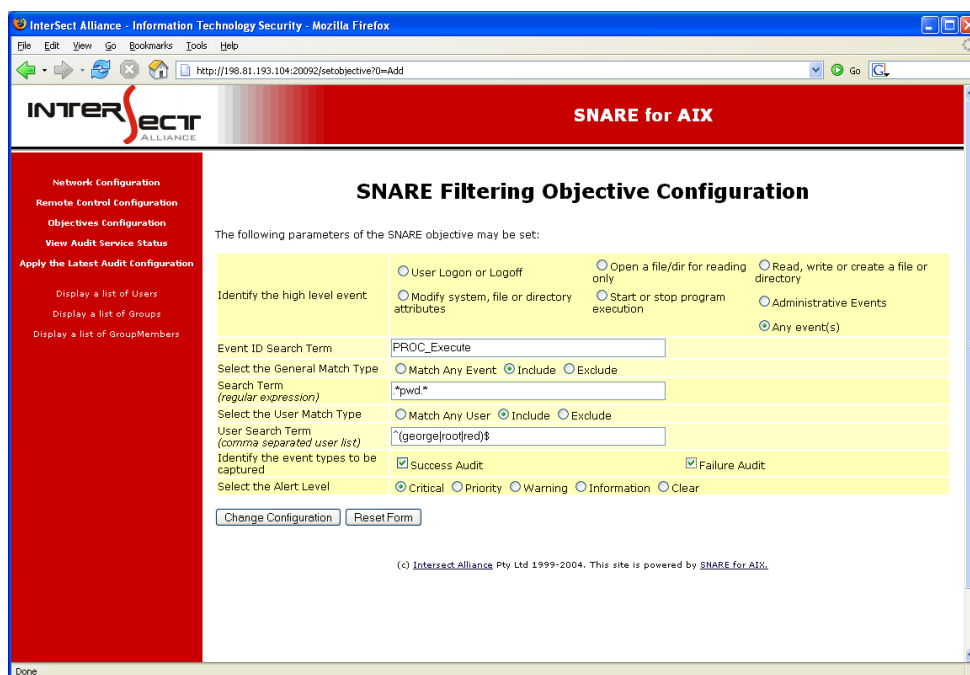 InterSect Alliance - Information Technology Security - Mozilla Firefox
File Edit View Go Bookmarks Tools Help
http://198.81.193.104:20092/setobjective?0=Add
Go
G
INTERSECT
ALLIANCE
SNARE for AIX
Network Configuration
Remote Control Configuration
Objectives Configuration
View Audit Service Status
Apply the Latest Audit Configuration
Display a list of Users
Display a list of Groups
Display a list of GroupMembers
SNARE Filtering Objective Configuration
The following parameters of the SNARE objective may be set:
Identify the high level event
User Logon or Logoff
Open a file/dir for reading
only
Read, write or create a file or
directory
Modify system, file or directory
attributes
Start or stop program
execution
Administrative Events
Any event(s)
Event ID Search Term
PROC_Execute
Select the General Match Type
Match Any Event Include Exclude
Search Term
(regular expression)
.*pwd.*
Select the User Match Type
Match Any User Include Exclude
User Search Term
(comma separated user list)
^(george|root|red)$
Identify the event types to be
captured
Success Audit
Failure Audit
Select the Alert Level
Critical Priority Warning Information Clear
Change Configuration Reset Form
(c) Intersect Alliance Pty Ltd 1999-2004. This site is powered by SNARE for AIX.
Done